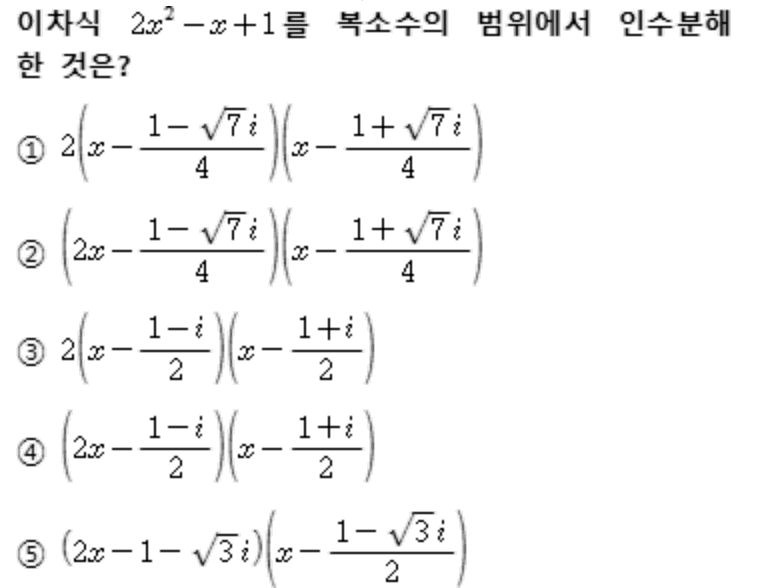 이차식 2x² − x + 1를 복소수의 범위에서 인수분해
한 것은?
① 2(x − (1 − √7 i)/4)(x − (1 + √7 i)/4)
② (2x − (1 − √7 i)/4)(x − (1 + √7 i)/4)
③ 2(x − (1 − i)/2)(x − (1 + i)/2)
④ (2x − (1 − i)/2)(x − (1 + i)/2)
⑤ (2x − 1 − √3 i)(x − (1 − √3 i)/2)